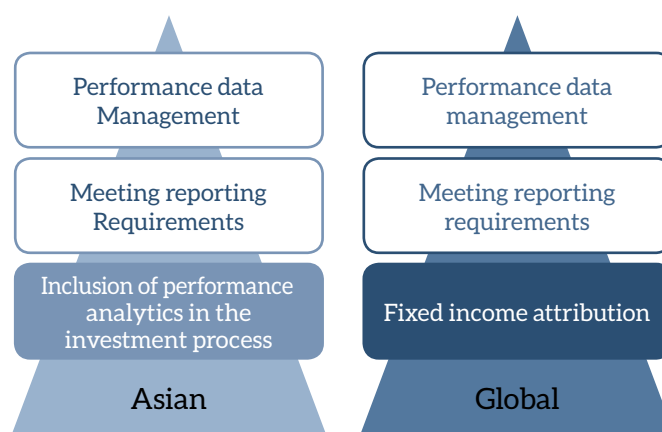 Performance data
Management
Meeting reporting
Requirements
Inclusion of performance
analytics in the
investment process
Asian
Performance data
management
Meeting reporting
requirements
Fixed income attribution
Global